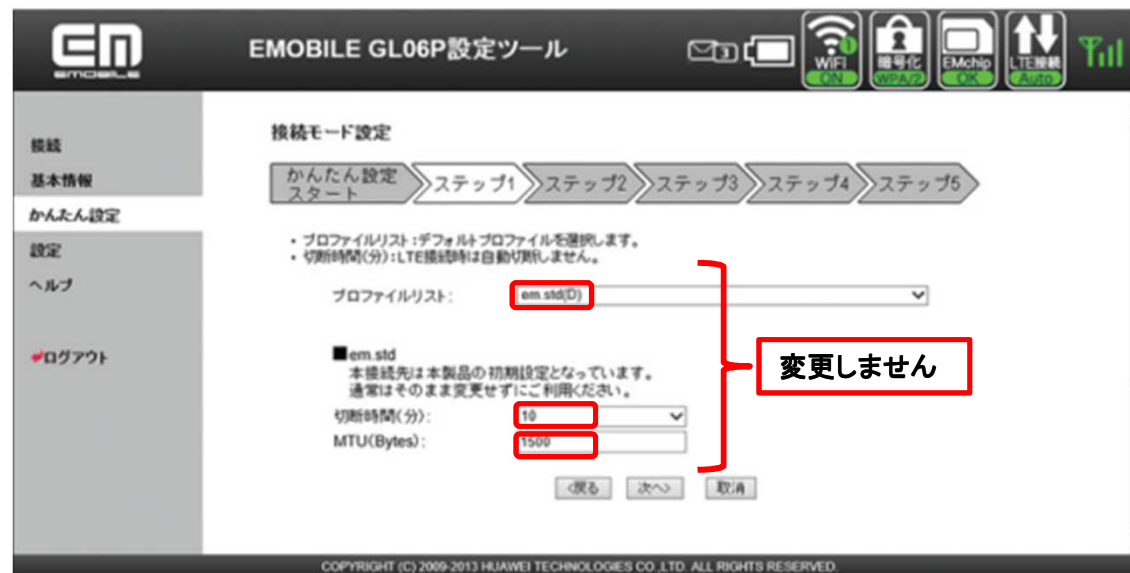 EM
EMOBILE
EMOBILE GL06P設定ツール
3
1
WiFi
ON
暗号化
WPA/2
EMchip
OK
LTE接続
Auto
接続
基本情報
かんたん設定
設定
ヘルプ
ログアウト
接続モード設定
かんたん設定
スタート
ステップ1
ステップ2
ステップ3
ステップ4
ステップ5
・プロファイルリスト:デフォルトプロファイルを選択します。
・切断時間(分):LTE接続時は自動切断しません。
プロファイルリスト:
em.std(D)
■em.std
本接続先は本製品の初期設定となっています。
通常はそのまま変更せずにご利用ください。
切断時間(分):
10
MTU(Bytes):
1500
変更しません
<戻る
次へ>
取消
COPYRIGHT (C) 2009-2013 HUAWEI TECHNOLOGIES CO.,LTD. ALL RIGHTS RESERVED.